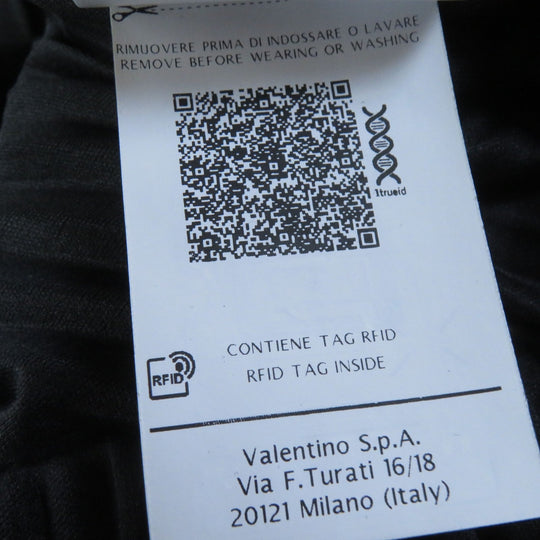 RIMUOVERE PRIMA DI INDOSSARE O LAVARE
REMOVE BEFORE WEARING OR WASHING
1trueid
CONTIENE TAG RFID
RFID TAG INSIDE
RFID
Valentino S.p.A.
Via F.Turati 16/18
20121 Milano (Italy)